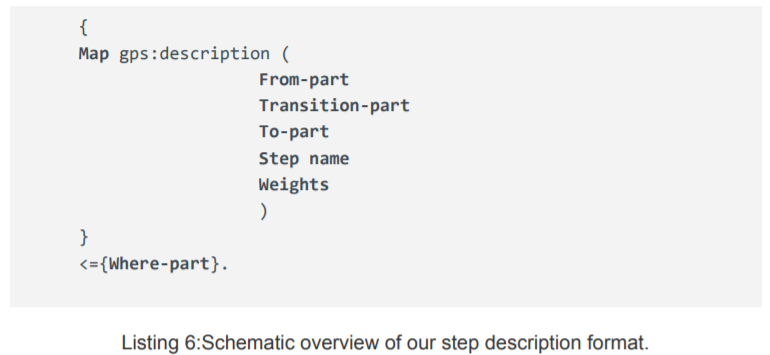 {
Map gps:description (
From-part
Transition-part
To-part
Step name
Weights
)
}
<={Where-part}.
Listing 6:Schematic overview of our step description format.